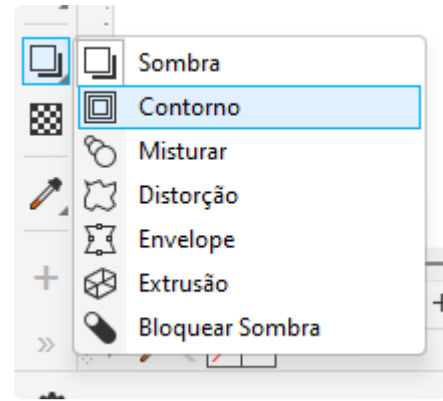 Sombra
Contorno
Misturar
Distorção
Envelope
Extrusão
Bloquear Sombra